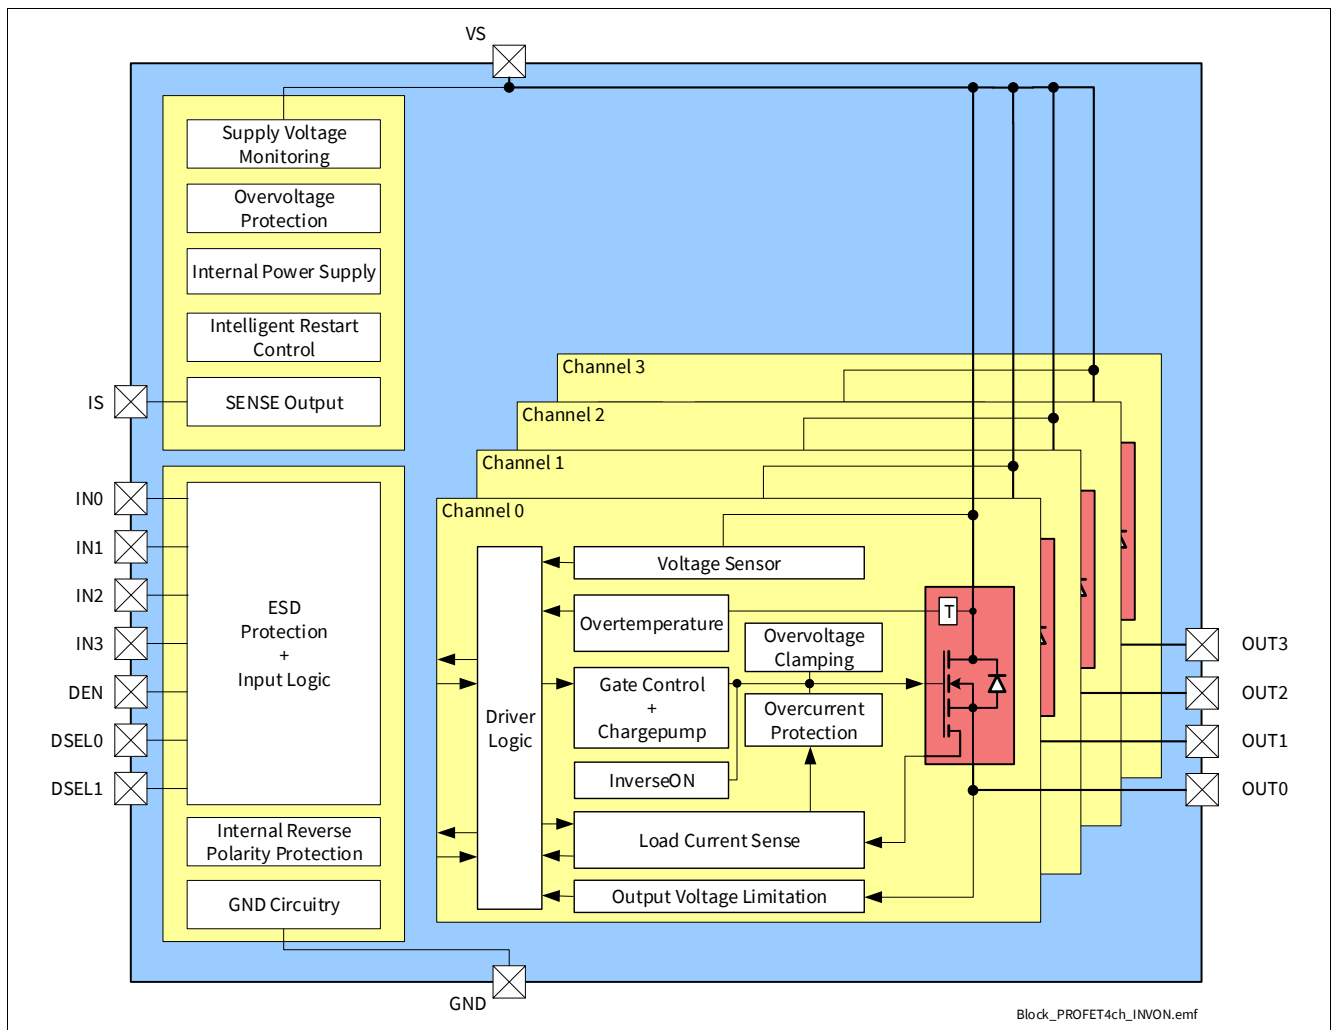 VS
Supply Voltage
Monitoring
Overvoltage
Protection
Internal Power Supply
Intelligent Restart
Control
SENSE Output
IS
IN0
IN1
IN2
IN3
DEN
DSEL0
DSEL1
ESD
Protection
+
Input Logic
Internal Reverse
Polarity Protection
GND Circuitry
GND
Channel 3
Channel 2
Channel 1
Channel 0
Driver
Logic
Voltage Sensor
Overtemperature
T
Overvoltage
Clamping
Gate Control
+
Chargepump
Overcurrent
Protection
InverseON
Load Current Sense
Output Voltage Limitation
OUT3
OUT2
OUT1
OUT0
Block_PROFET4ch_INVON.emf